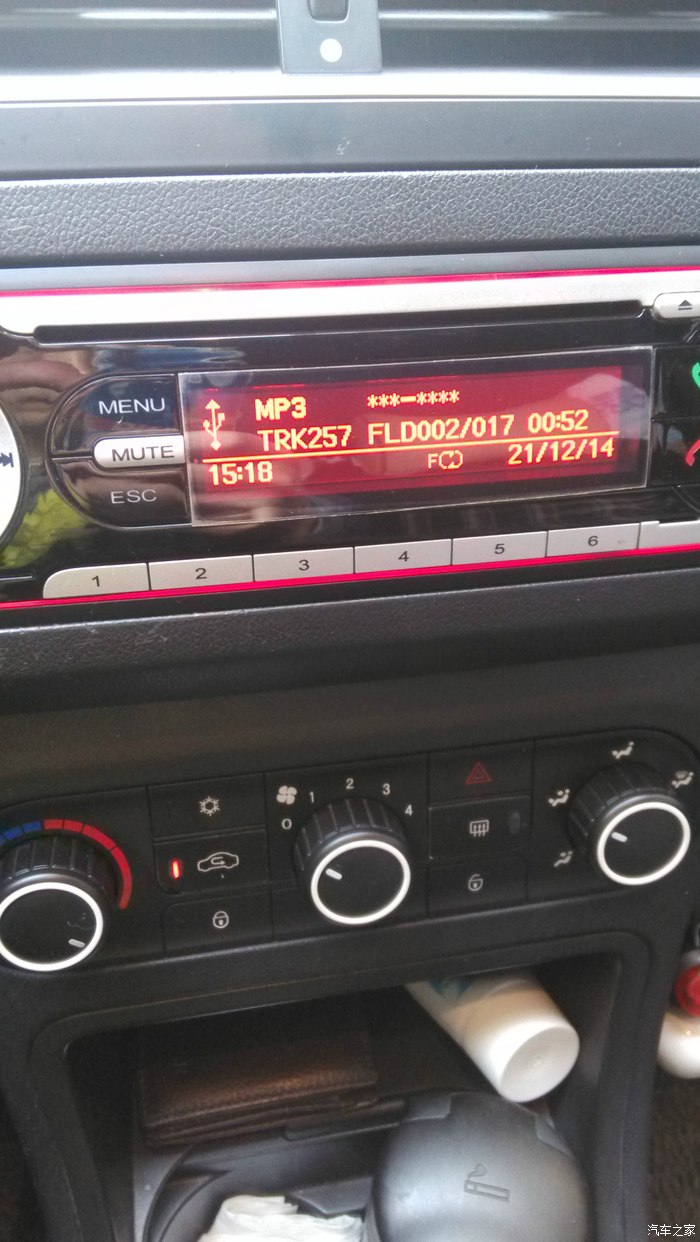 MENU
MUTE
ESC
MP3 ***-****
TRK257 FLD002/017 00:52
15:18 F 21/12/14
1 2 3 4 5 6
0 1 2 3 4
汽车之家